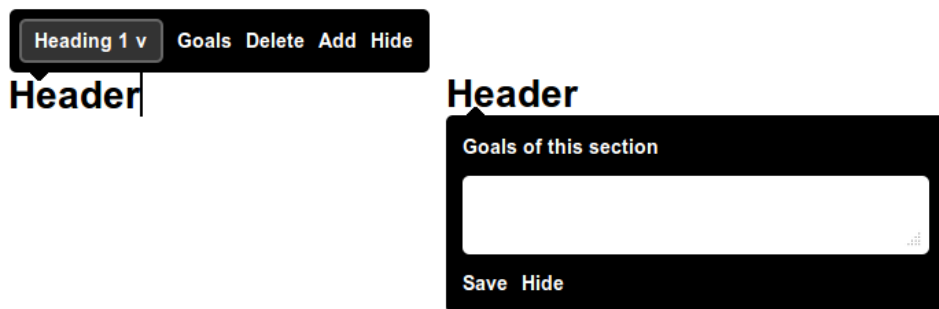 Heading 1 v Goals Delete Add Hide
Header
Header
Goals of this section
Save Hide